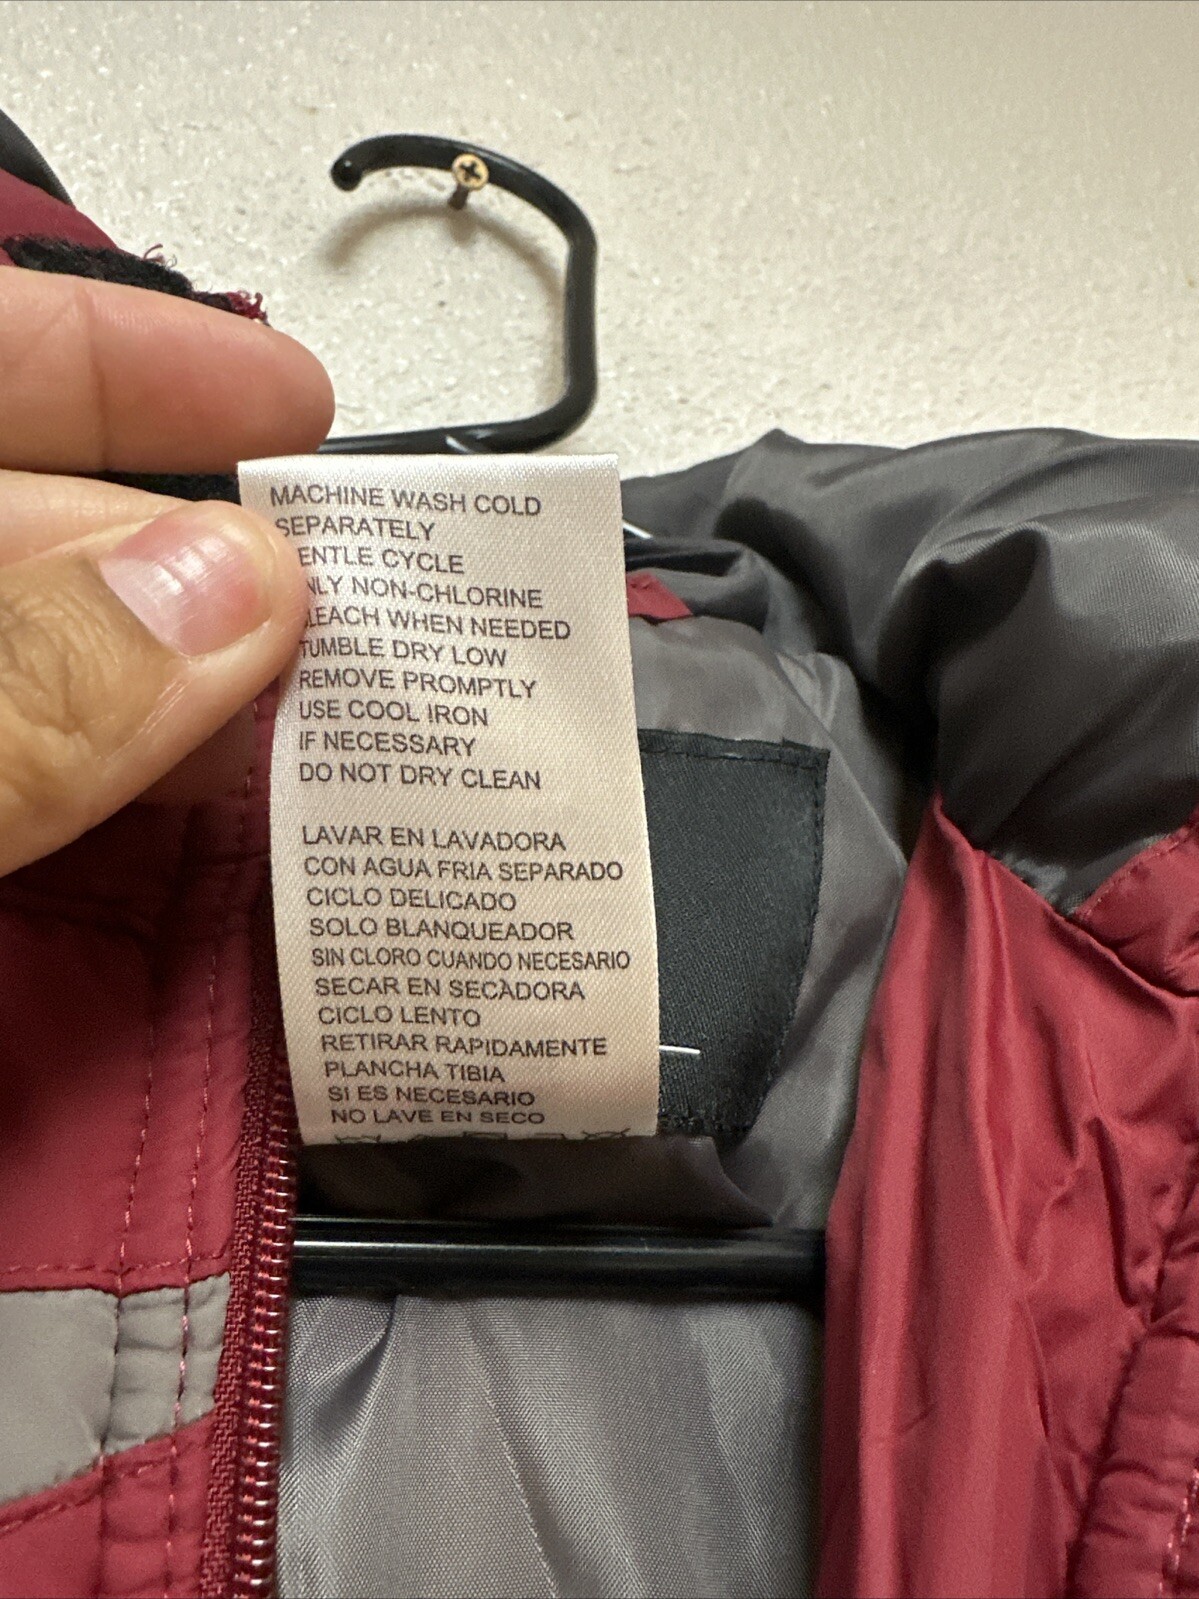 MACHINE WASH COLD
SEPARATELY
ENTLE CYCLE
NLY NON-CHLORINE
LEACH WHEN NEEDED
TUMBLE DRY LOW
REMOVE PROMPTLY
USE COOL IRON
IF NECESSARY
DO NOT DRY CLEAN
LAVAR EN LAVADORA
CON AGUA FRIA SEPARADO
CICLO DELICADO
SOLO BLANQUEADOR
SIN CLORO CUANDO NECESARIO
SECAR EN SECADORA
CICLO LENTO
RETIRAR RAPIDAMENTE
PLANCHA TIBIA
SI ES NECESARIO
NO LAVE EN SECO